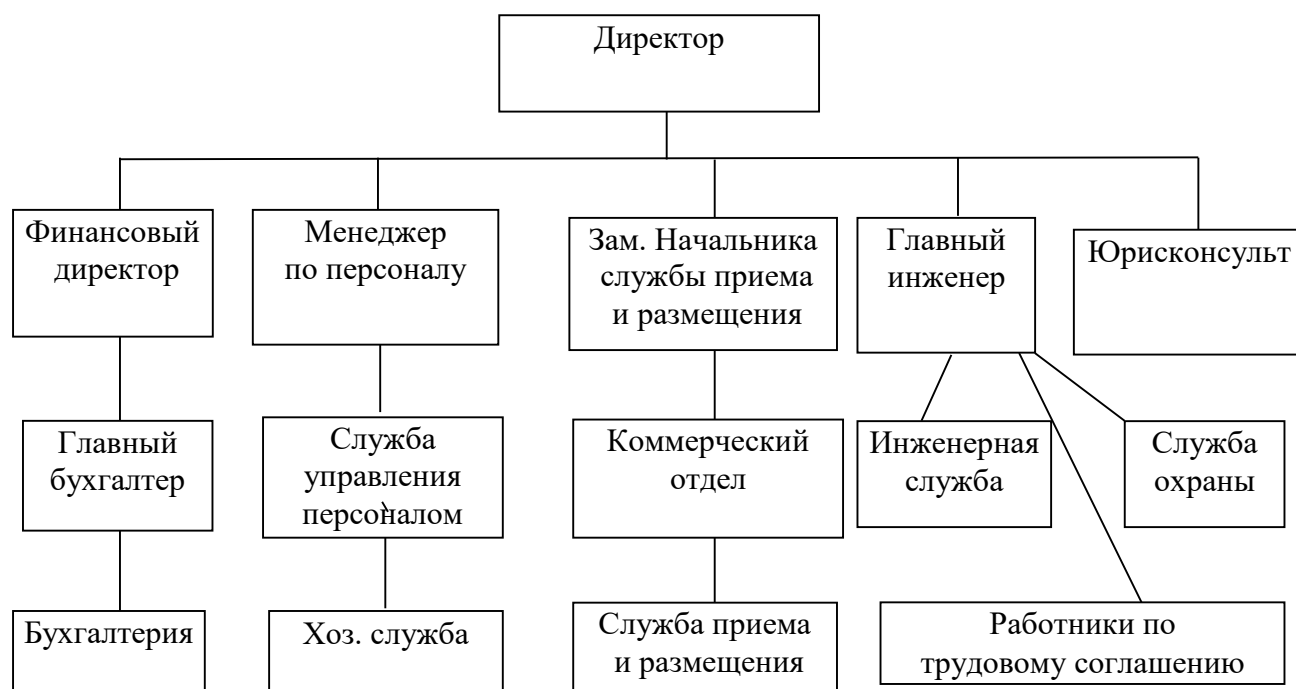 Директор
Финансовый
директор
Менеджер
по персоналу
Зам. Начальника
службы приема
и размещения
Главный
инженер
Юрисконсульт
Главный
бухгалтер
Служба
управления
персоналом
Коммерческий
отдел
Инженерная
служба
Служба
охраны
Бухгалтерия
Хоз. служба
Служба приема
и размещения
Работники по
трудовому соглашению